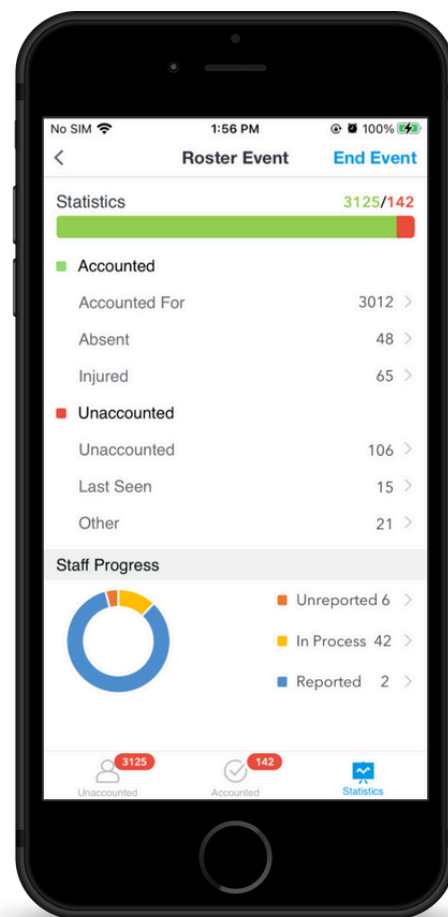 No SIM 1:56 PM 100%
Roster Event End Event
Statistics 3125/142
Accounted
Accounted For 3012
Absent 48
Injured 65
Unaccounted
Unaccounted 106
Last Seen 15
Other 21
Staff Progress
Unreported 6
In Process 42
Reported 2
3125 142
Unaccounted Accounted Statistics